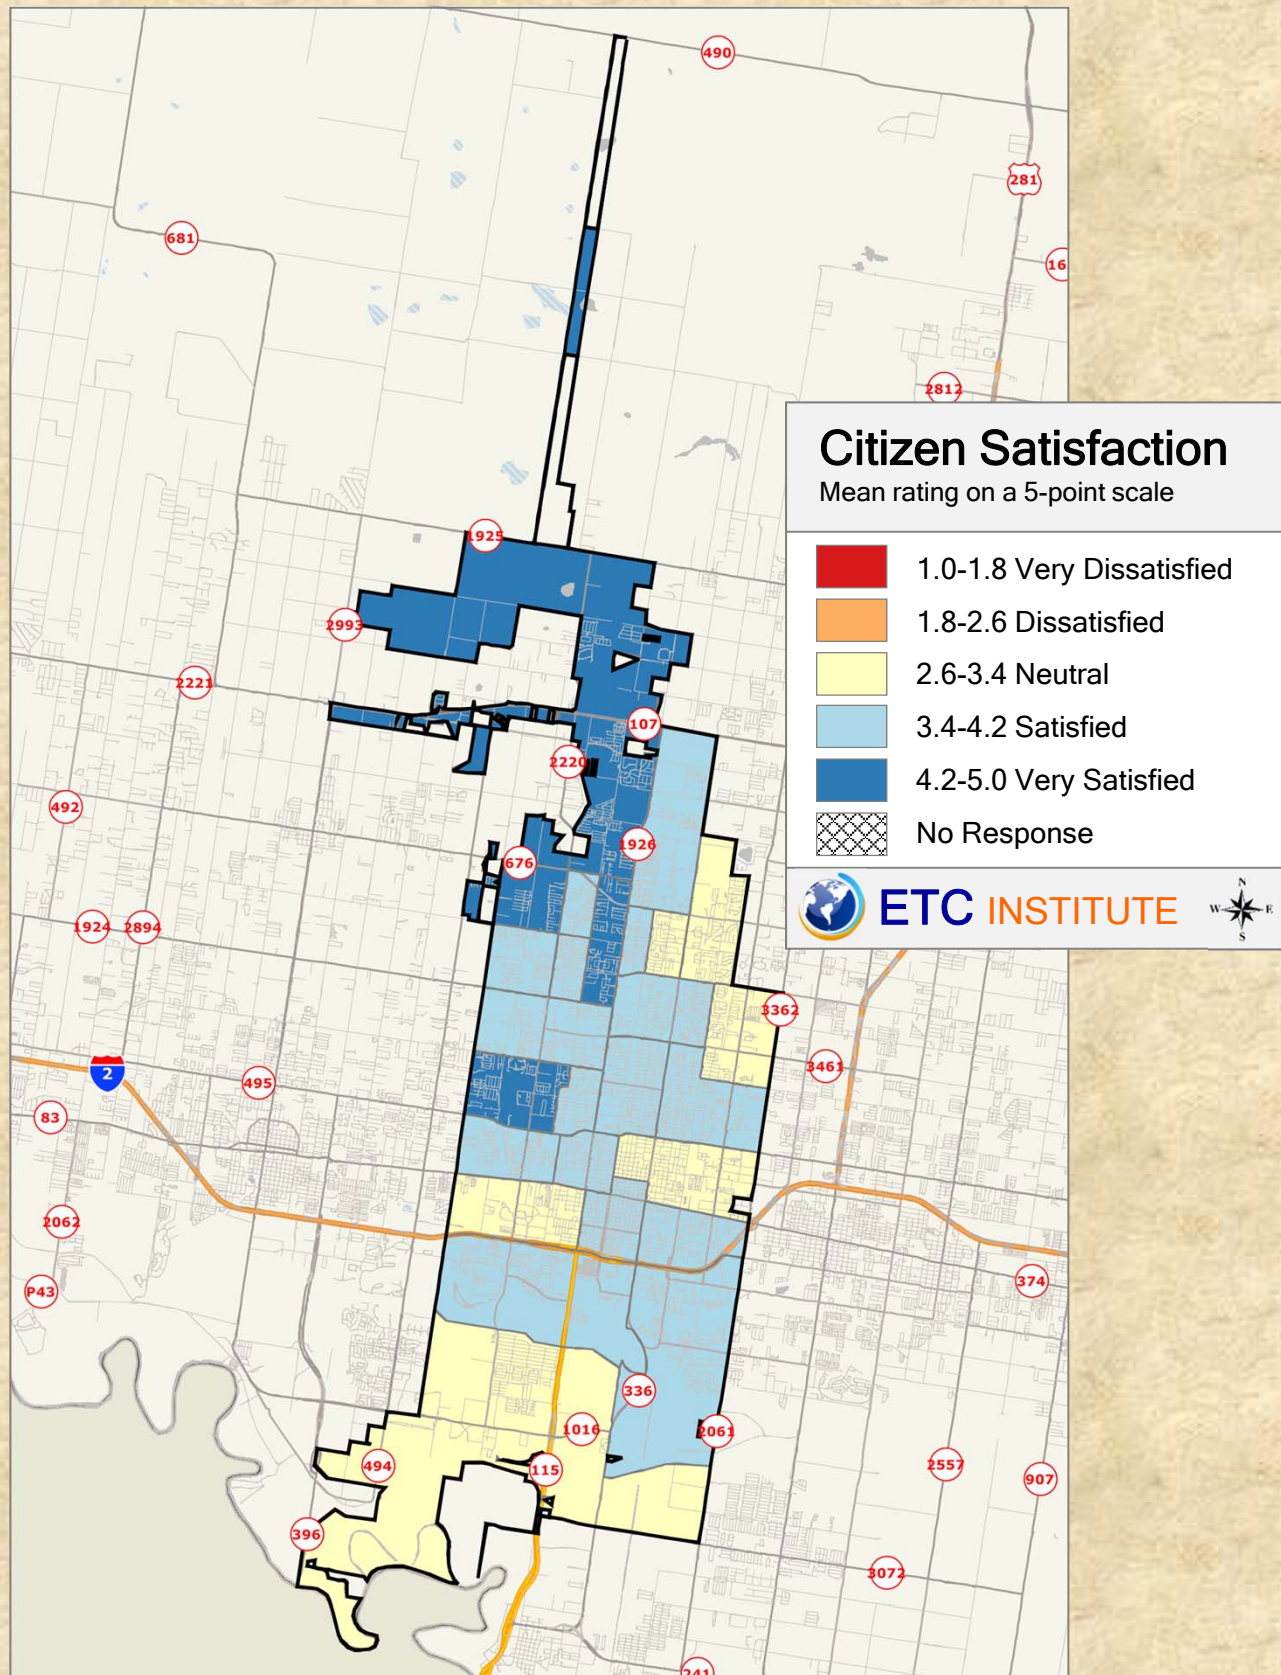 490
281
681
16
2812
Citizen Satisfaction
Mean rating on a 5-point scale
1.0-1.8 Very Dissatisfied
1.8-2.6 Dissatisfied
2.6-3.4 Neutral
3.4-4.2 Satisfied
4.2-5.0 Very Satisfied
No Response
ETC INSTITUTE
N
W E
S
1925
2993
2221
107
2220
492
1926
676
1924
2894
3362
3461
2
495
83
2062
374
P43
336
1016
2061
494
115
2557
907
396
3072
241